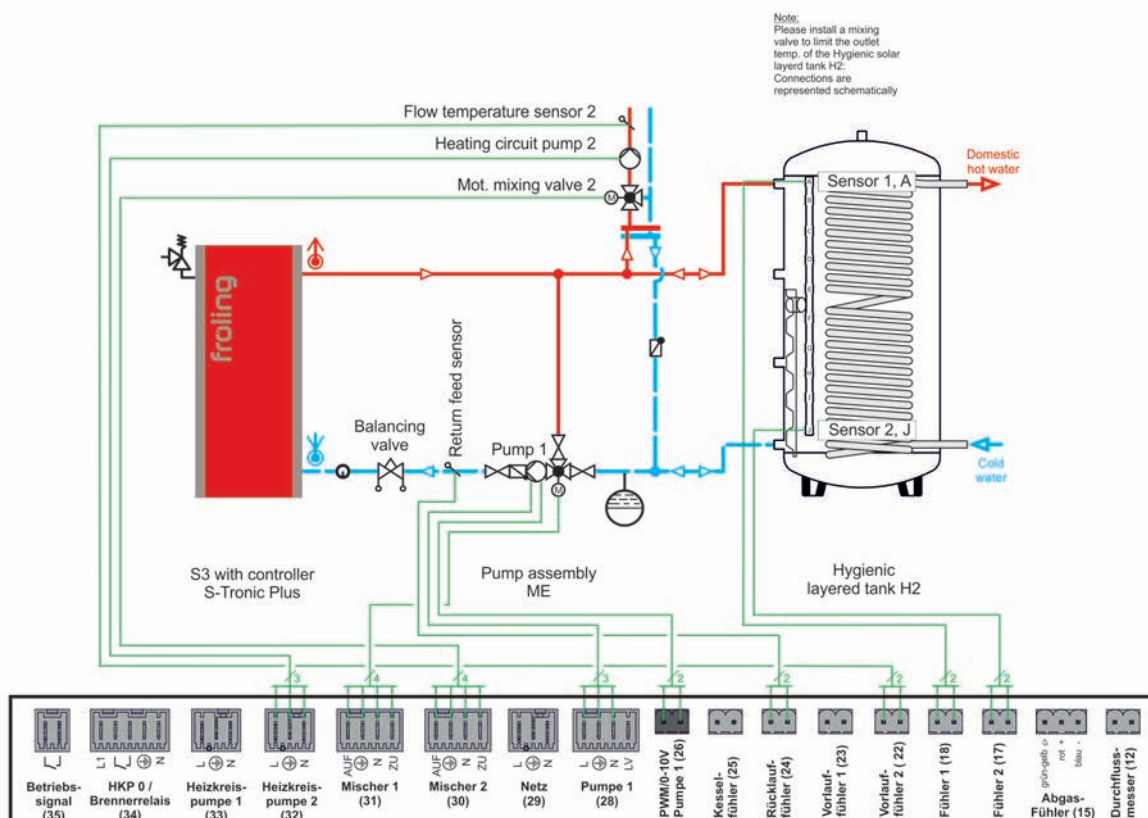 Note:
Please install a mixing
valve to limit the outlet
temp. of the Hygienic solar
layerd tank H2:
Connections are
represented schematically
Flow temperature sensor 2
Heating circuit pump 2
Mot. mixing valve 2
M
Domestic
hot water
Sensor 1, A
A
B
C
D
E
F
G
H
I
froling
Balancing
valve
Return feed sensor
Pump 1
M
Sensor 2, J
Cold
water
S3 with controller
S-Tronic Plus
Pump assembly
ME
Hygienic
layered tank H2
3
4
4
3
2
2
2
2
2
L1
N
L
N
L
N
AUF
N
ZU
AUF
N
ZU
L
N
L
N
LV
Betriebs-
signal
(35)
HKP 0 /
Brennerrelais
(34)
Heizkreis-
pumpe 1
(33)
Heizkreis-
pumpe 2
(32)
Mischer 1
(31)
Mischer 2
(30)
Netz
(29)
Pumpe 1
(28)
PWM/0-10V
Pumpe 1 (26)
Kessel-
fühler (25)
Rücklauf-
fühler (24)
Vorlauf-
fühler 1 (23)
Vorlauf-
fühler 2 (22)
Fühler 1 (18)
Fühler 2 (17)
grün-gelb
rot +
blau -
Abgas-
Fühler (15)
Durchfluss-
messer (12)